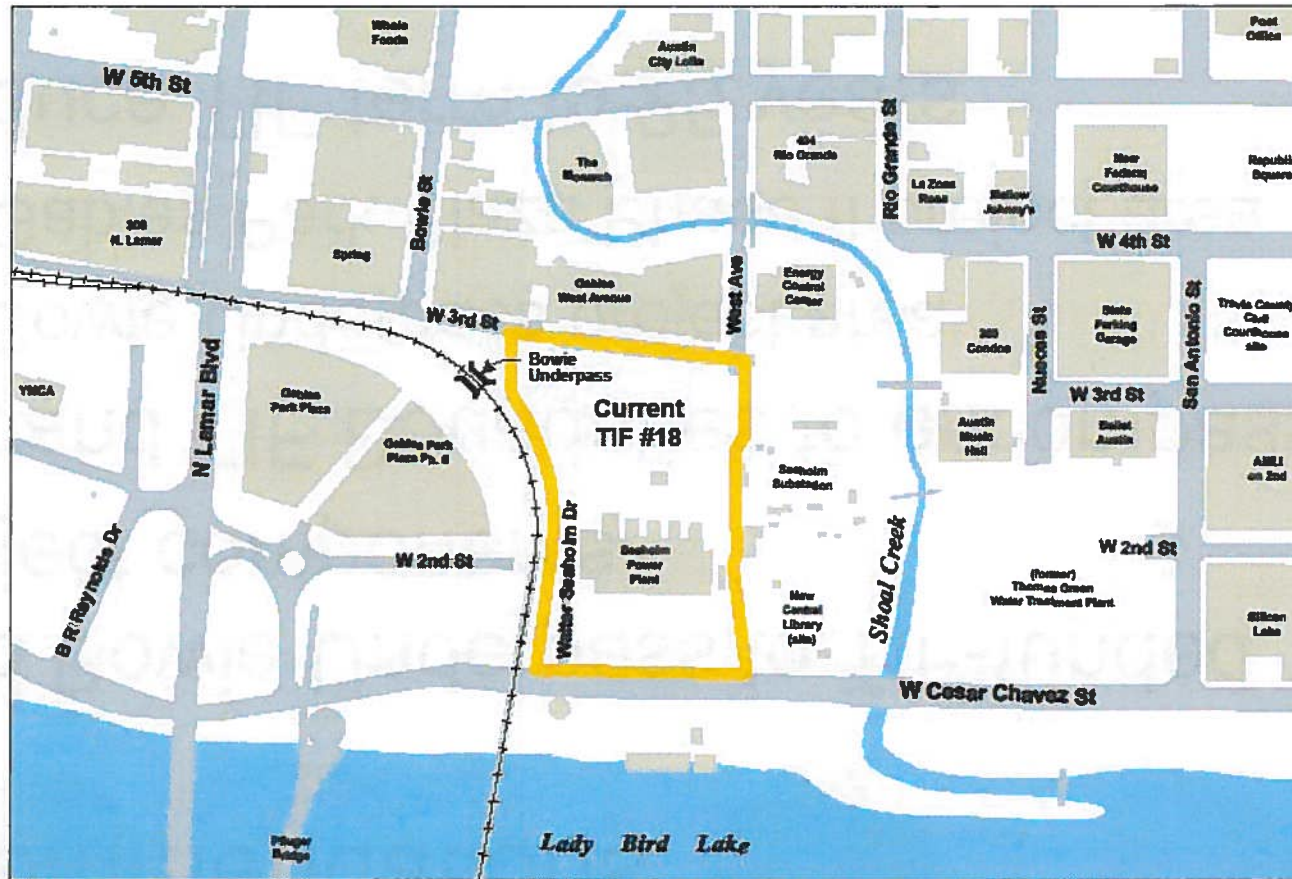 Whole
Foods
Post
Office
Austin
City Lofts
W 5th St
The
Monarch
404
Rio Grande
Rio Grande St
La Zona
Rosa
Mellow
Johnny's
New
Federal
Courthouse
Republic
Square
300
N. Lamar
Spring
Bowie St
W 4th St
Gables
West Avenue
West Ave
Energy
Control
Center
360
Condos
Nueces St
State
Parking
Garage
San Antonio St
Travis County
Civil
Courthouse
site
W 3rd St
Bowie
Underpass
YMCA
N Lamar Blvd
Gables
Park Plaza
Gables Park
Plaza Ph. II
Current
TIF #18
W 3rd St
Austin
Music
Hall
Ballet
Austin
Seaholm
Substation
AMLI
on 2nd
B R Reynolds Dr
W 2nd St
Walter Seaholm Dr
Seaholm
Power
Plant
New
Central
Library
(site)
Shoal Creek
(former)
Thomas Green
Water Treatment Plant
W 2nd St
Silicon
Labs
W Cesar Chavez St
Pfluger
Bridge
Lady Bird Lake